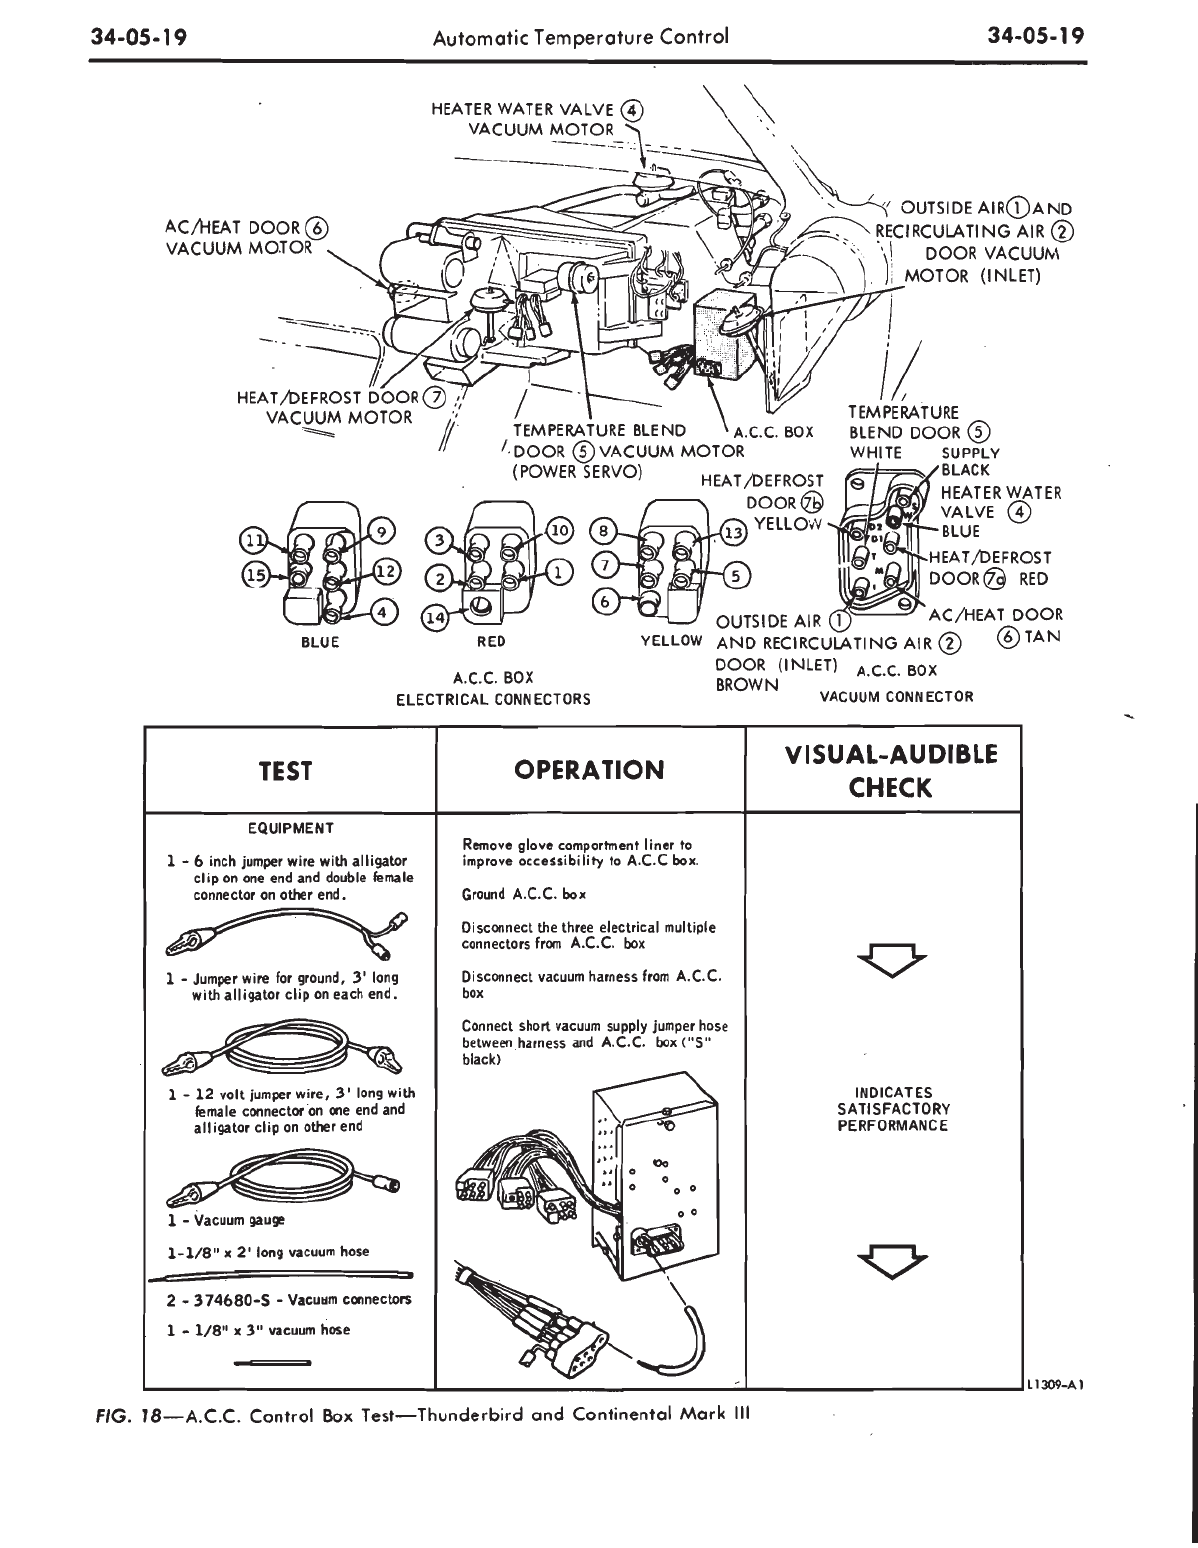 34-05-19
Automatic Temperature Control
34-05-19
HEATER WATER VALVE 4
VACUUM MOTOR
AC/HEAT DOOR 6
VACUUM MOTOR
OUTSIDE AIR 1 AND
RECIRCULATING AIR 2
DOOR VACUUM
MOTOR (INLET)
HEAT/DEFROST DOOR 7
VACUUM MOTOR
TEMPERATURE BLEND
DOOR 5 VACUUM MOTOR
(POWER SERVO)
A.C.C. BOX
TEMPERATURE
BLEND DOOR 5
WHITE
SUPPLY
BLACK
HEATER WATER
VALVE 4
BLUE
HEAT/DEFROST
DOOR 7b
YELLOW
HEAT/DEFROST
DOOR 7a RED
AC/HEAT DOOR
6 TAN
OUTSIDE AIR 1
AND RECIRCULATING AIR 2
DOOR (INLET)
BROWN
A.C.C. BOX
VACUUM CONNECTOR
S
W
D2
D1
T
M
I
11
9
15
12
4
BLUE
3
10
2
1
14
RED
8
13
7
5
6
YELLOW
A.C.C. BOX
ELECTRICAL CONNECTORS
TEST
OPERATION
VISUAL-AUDIBLE
CHECK
EQUIPMENT
1 - 6 inch jumper wire with alligator
clip on one end and double female
connector on other end.
1 - Jumper wire for ground, 3' long
with alligator clip on each end.
1 - 12 volt jumper wire, 3' long with
female connector on one end and
alligator clip on other end
1 - Vacuum gauge
1-1/8" x 2' long vacuum hose
2 - 374680-S - Vacuum connectors
1 - 1/8" x 3" vacuum hose
Remove glove compartment liner to
improve accessibility to A.C.C box.
Ground A.C.C. box
Disconnect the three electrical multiple
connectors from A.C.C. box
Disconnect vacuum harness from A.C.C.
box
Connect short vacuum supply jumper hose
between harness and A.C.C. box ("S"
black)
INDICATES
SATISFACTORY
PERFORMANCE
L1309-A1
FIG. 18—A.C.C. Control Box Test—Thunderbird and Continental Mark III